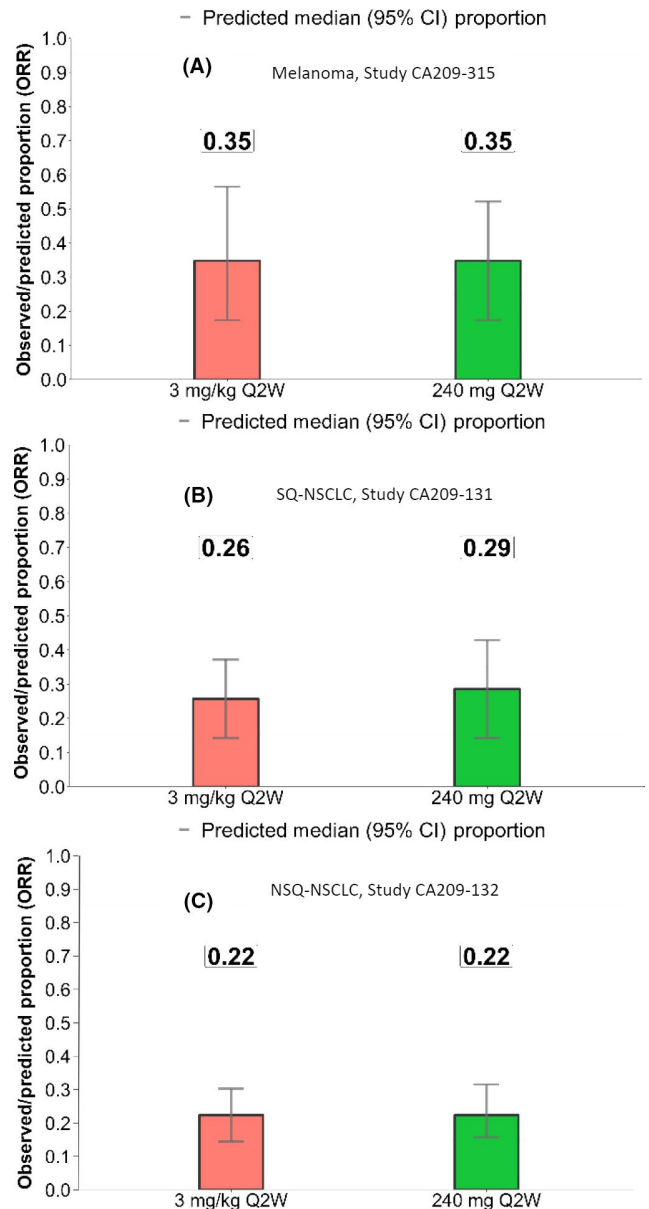 – Predicted median (95% CI) proportion
Observed/predicted proportion (ORR)
1.0
0.9
0.8
0.7
0.6
0.5
0.4
0.3
0.2
0.1
0.0
(A)
Melanoma, Study CA209-315
0.35
0.35
3 mg/kg Q2W
240 mg Q2W
– Predicted median (95% CI) proportion
Observed/predicted proportion (ORR)
1.0
0.9
0.8
0.7
0.6
0.5
0.4
0.3
0.2
0.1
0.0
(B)
SQ-NSCLC, Study CA209-131
0.26
0.29
3 mg/kg Q2W
240 mg Q2W
– Predicted median (95% CI) proportion
Observed/predicted proportion (ORR)
1.0
0.9
0.8
0.7
0.6
0.5
0.4
0.3
0.2
0.1
0.0
(C)
NSQ-NSCLC, Study CA209-132
0.22
0.22
3 mg/kg Q2W
240 mg Q2W